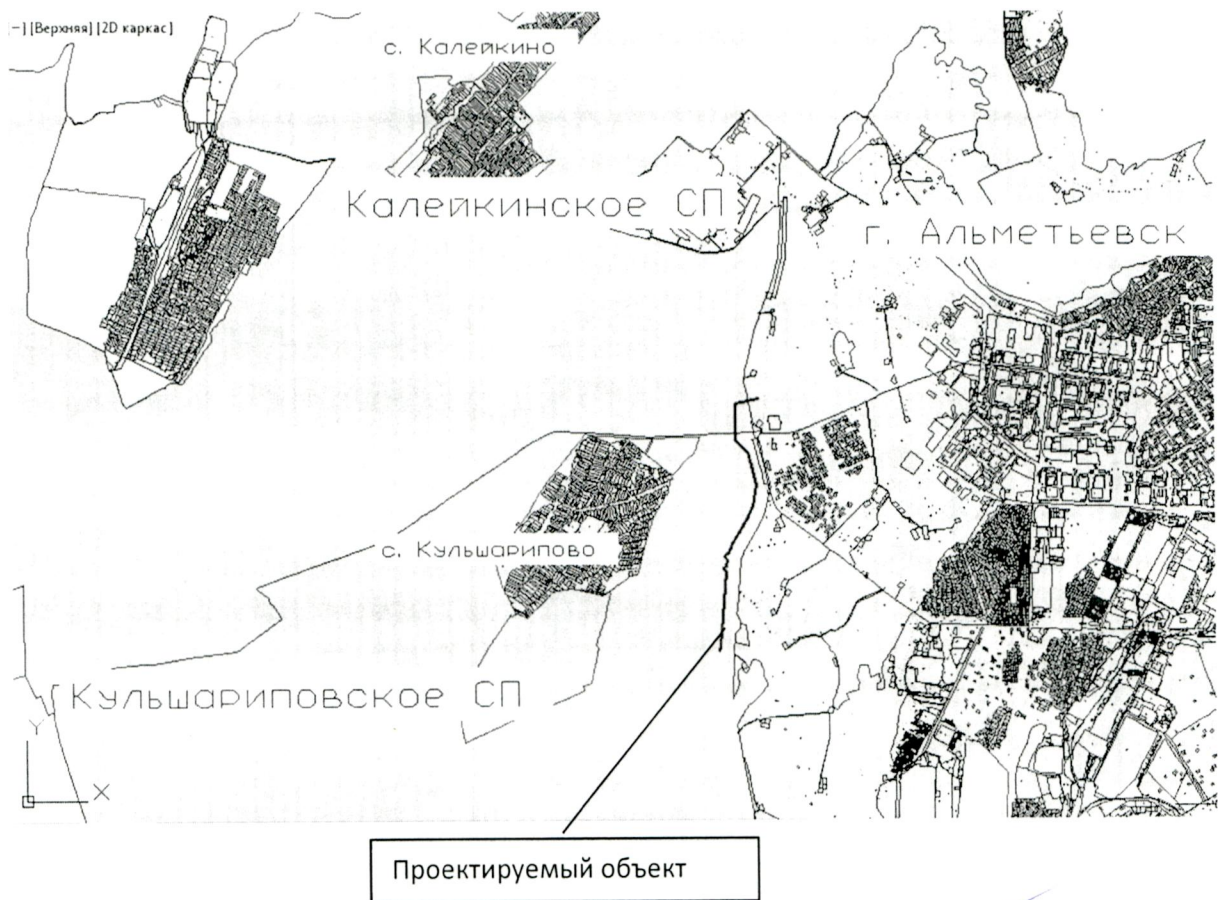 −] [Верхняя] [2D каркас]
с. Калейкино
Калейкинское СП
г. Альметьевск
с. Кульшарипово
Кульшариповское СП
Y
X
Проектируемый объект